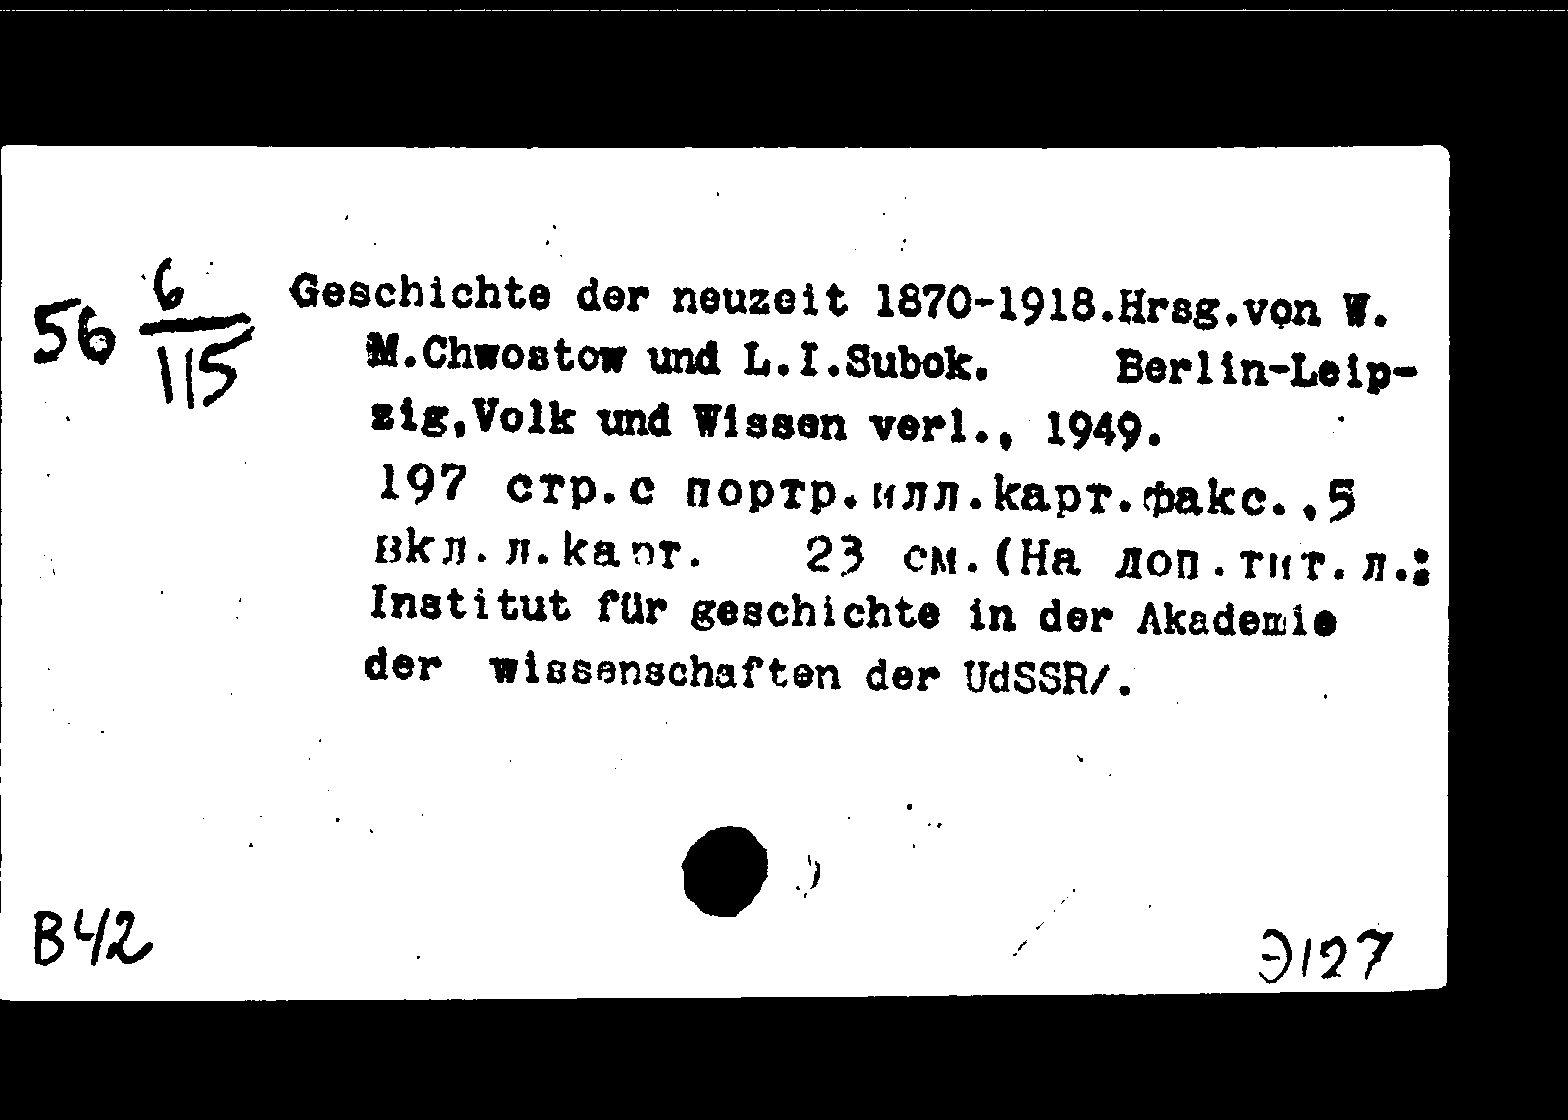 56 6/115
Geschichte der neuzeit 1870-1918.Hrsg.von W.
M.Chwostow und L.I.Subok. Berlin-Leip-
zig,Volk und Wissen verl., 1949.
197 стр.с портр.илл.карт.факс.,5
вкл.л.карт. 23 см.(На доп.тит.л.:
Institut für geschichte in der Akademie
der wissenschaften der UdSSR/.
В42
Э127